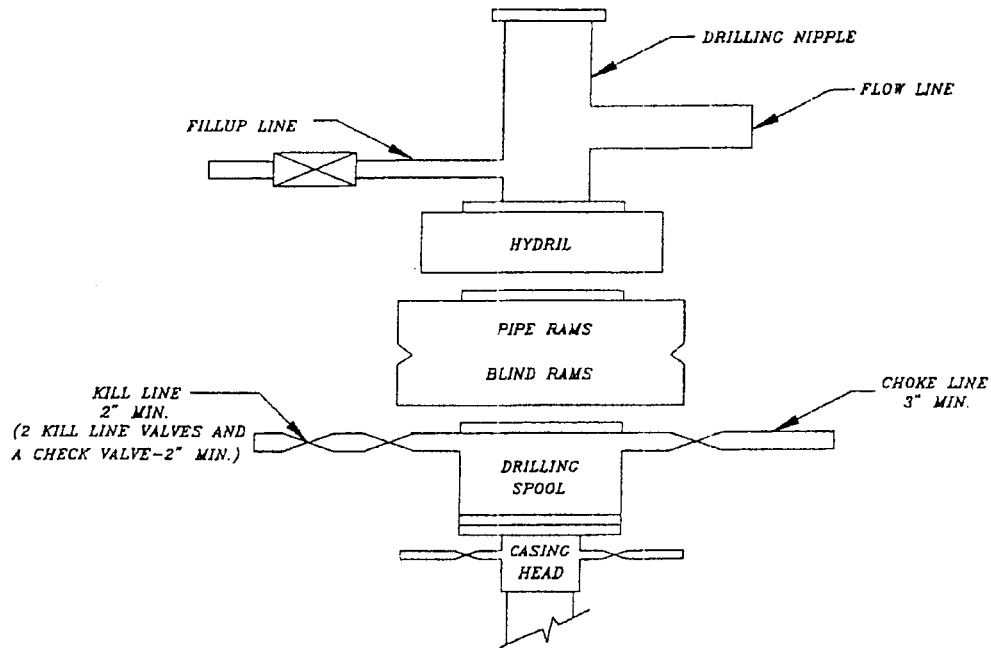 DRILLING NIPPLE
FLOW LINE
FILLUP LINE
HYDRIL
PIPE RAMS
BLIND RAMS
KILL LINE
2" MIN.
(2 KILL LINE VALVES AND
A CHECK VALVE-2" MIN.)
CHOKE LINE
3" MIN.
DRILLING
SPOOL
CASING
HEAD